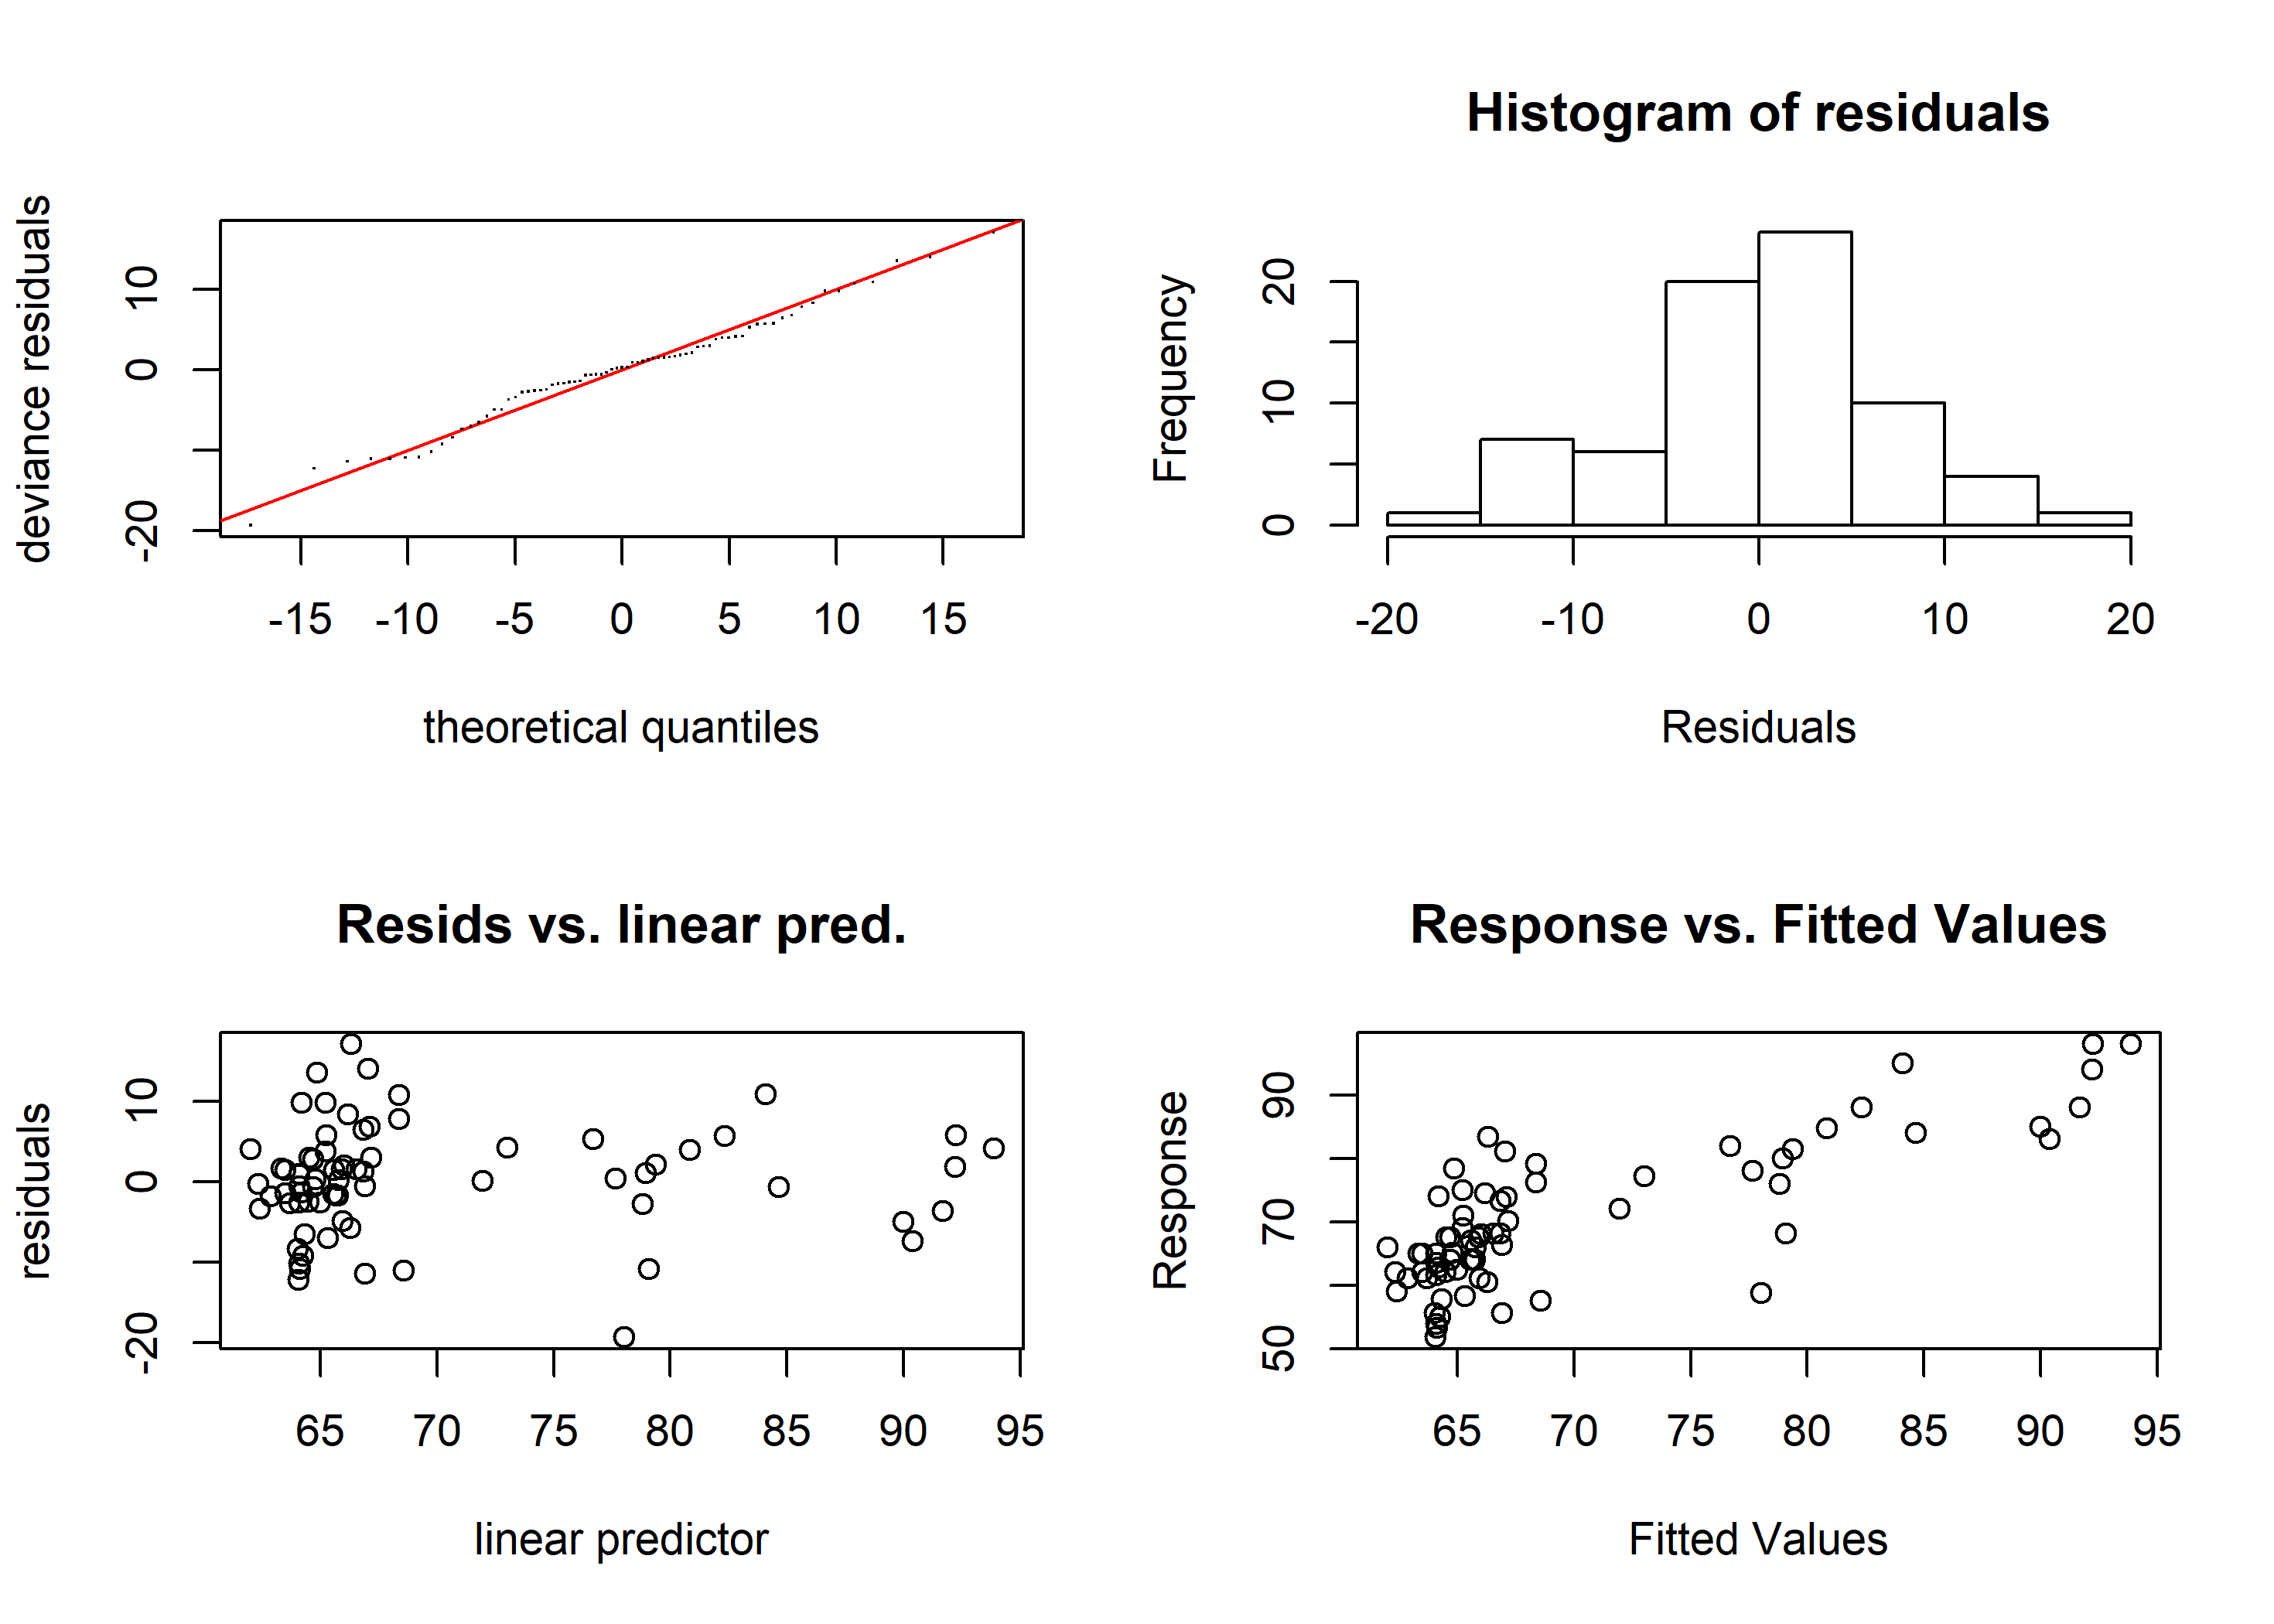 deviance residuals
10
0
-20
-15 -10 -5 0 5 10 15
theoretical quantiles
Histogram of residuals
Frequency
20
10
0
-20 -10 0 10 20
Residuals
Resids vs. linear pred.
residuals
10
0
-20
65 70 75 80 85 90 95
linear predictor
Response vs. Fitted Values
Response
90
70
50
65 70 75 80 85 90 95
Fitted Values